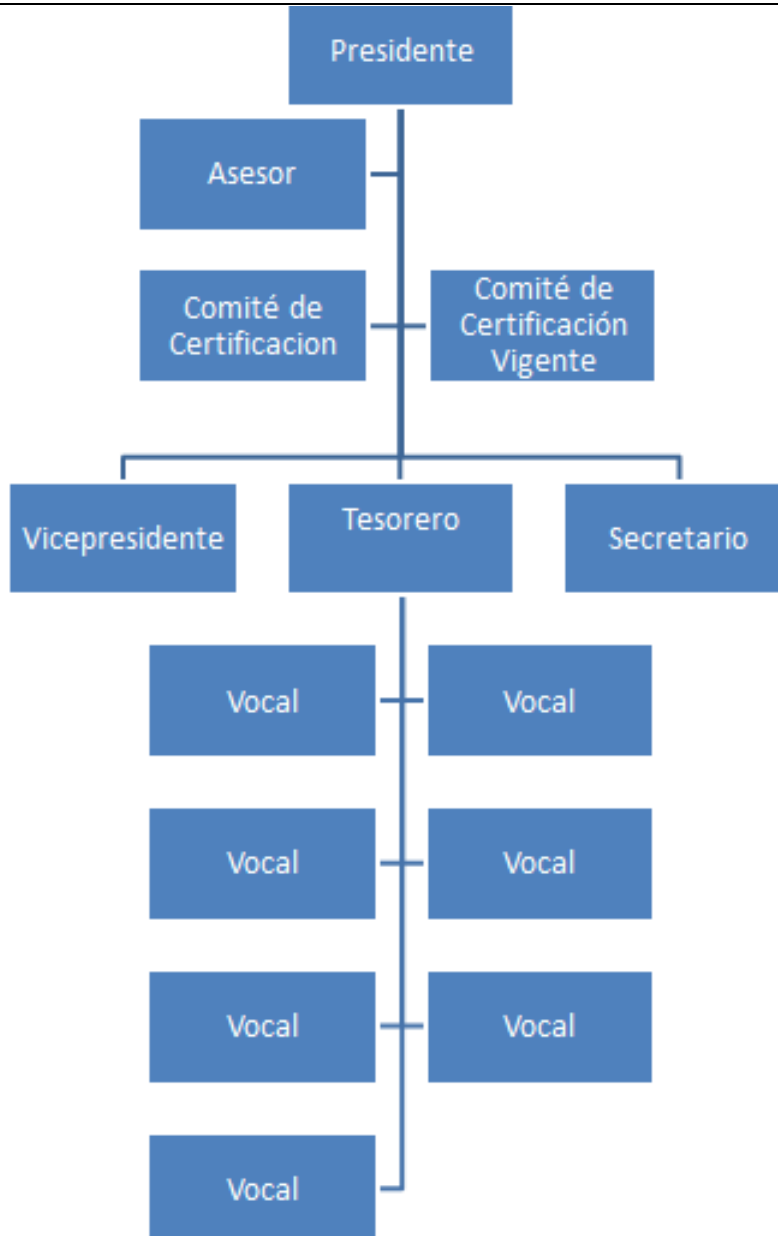 Presidente
Asesor
Comité de
Certificacion
Comité de
Certificación
Vigente
Vicepresidente
Tesorero
Secretario
Vocal
Vocal
Vocal
Vocal
Vocal
Vocal
Vocal